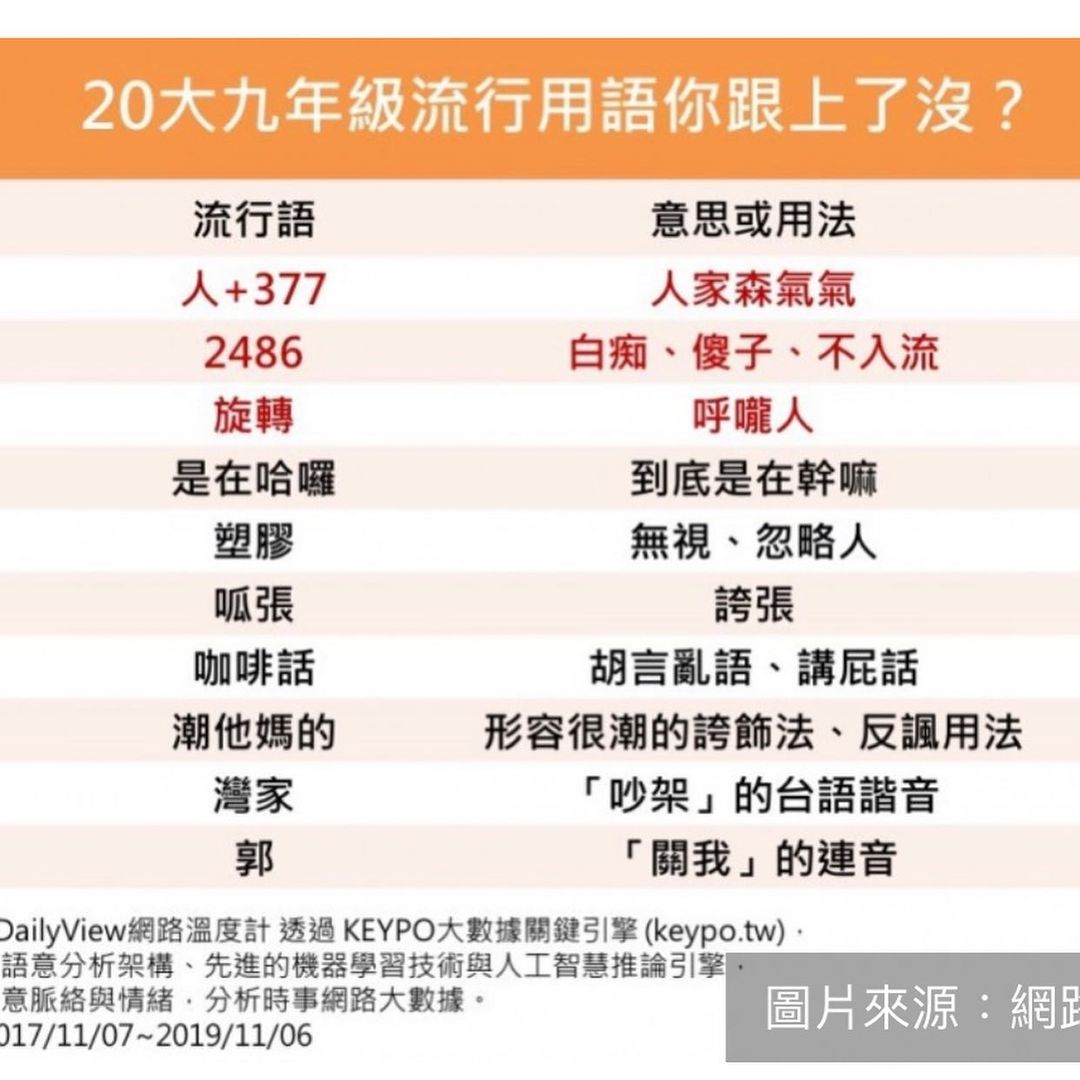 20大九年級流行用語你跟上了沒？
流行語 意思或用法
人+377 人家森氣氣
2486 白痴、傻子、不入流
旋轉 呼嚨人
是在哈囉 到底是在幹嘛
塑膠 無視、忽略人
呱張 誇張
咖啡話 胡言亂語、講屁話
潮他媽的 形容很潮的誇飾法、反諷用法
灣家 「吵架」的台語諧音
郭 「關我」的連音
DailyView網路溫度計 透過 KEYPO大數據關鍵引擎 (keypo.tw)，
語意分析架構、先進的機器學習技術與人工智慧推論引擎，
意脈絡與情緒，分析時事網路大數據。
017/11/07~2019/11/06
圖片來源：網路